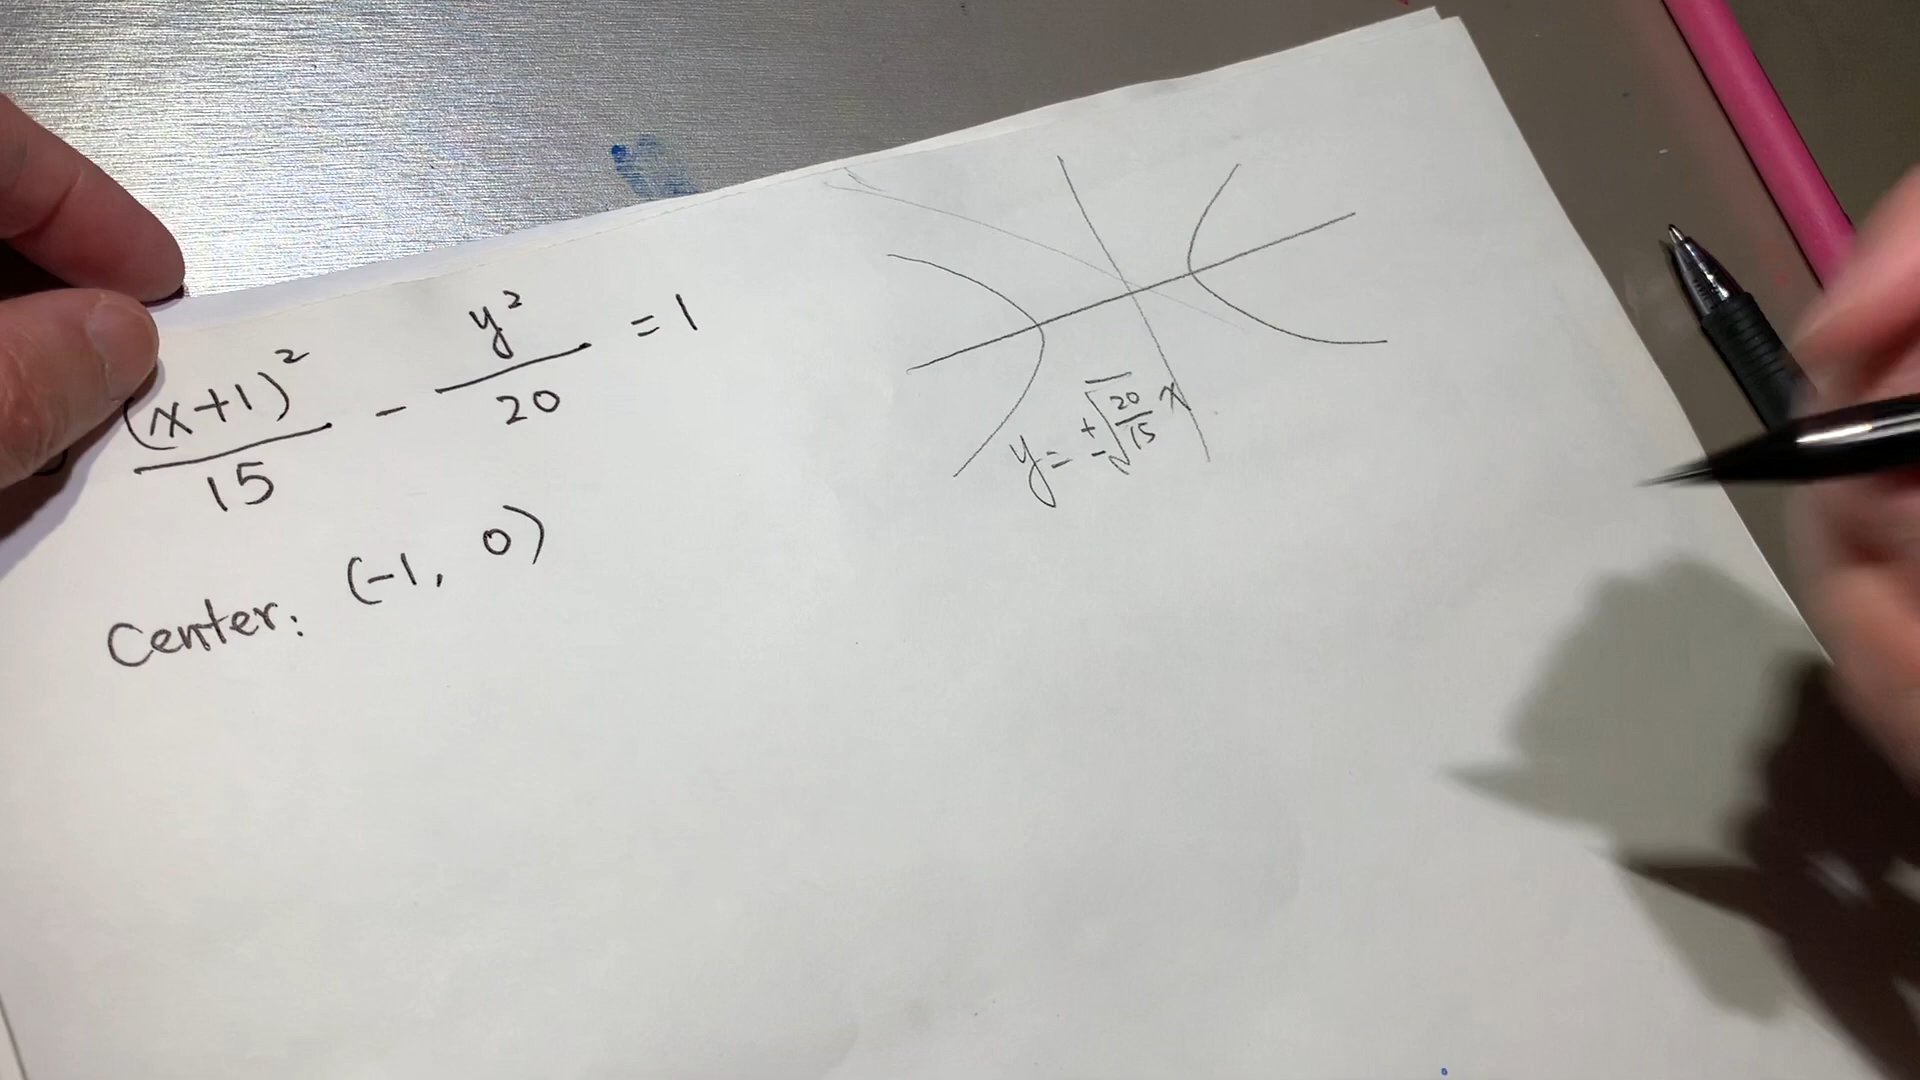 (x+1)²/15 - y²/20 = 1
Center: (-1, 0)
y = ±√(20/15) x